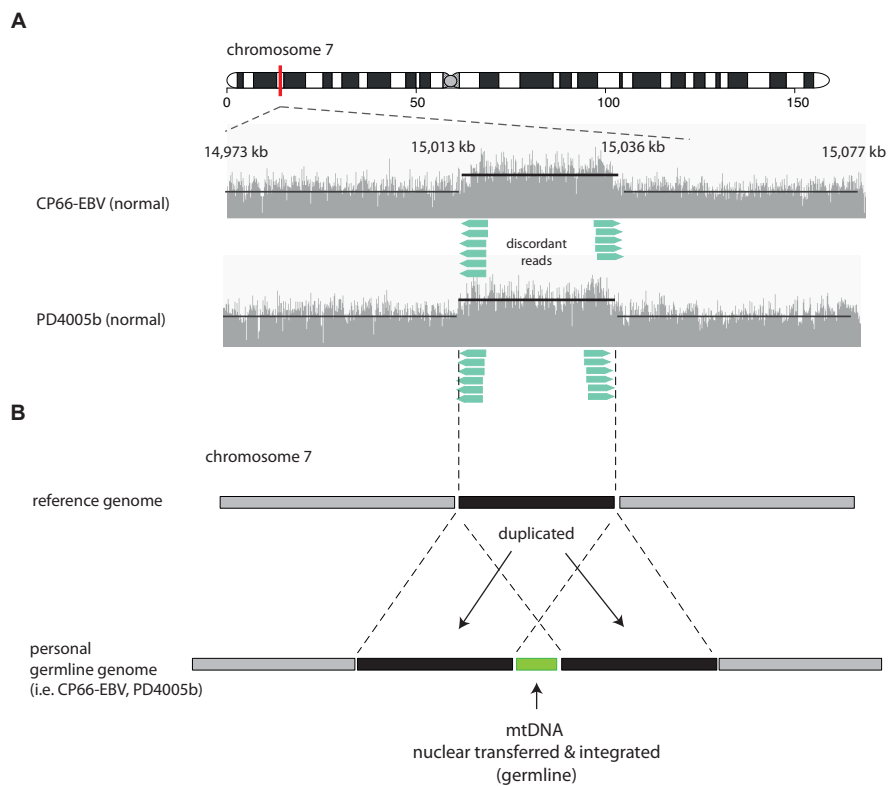 A
chromosome 7
0
50
100
150
14,973 kb
15,013 kb
15,036 kb
15,077 kb
CP66-EBV (normal)
discordant
reads
PD4005b (normal)
B
chromosome 7
reference genome
duplicated
personal
germline genome
(i.e. CP66-EBV, PD4005b)
mtDNA
nuclear transferred & integrated
(germline)